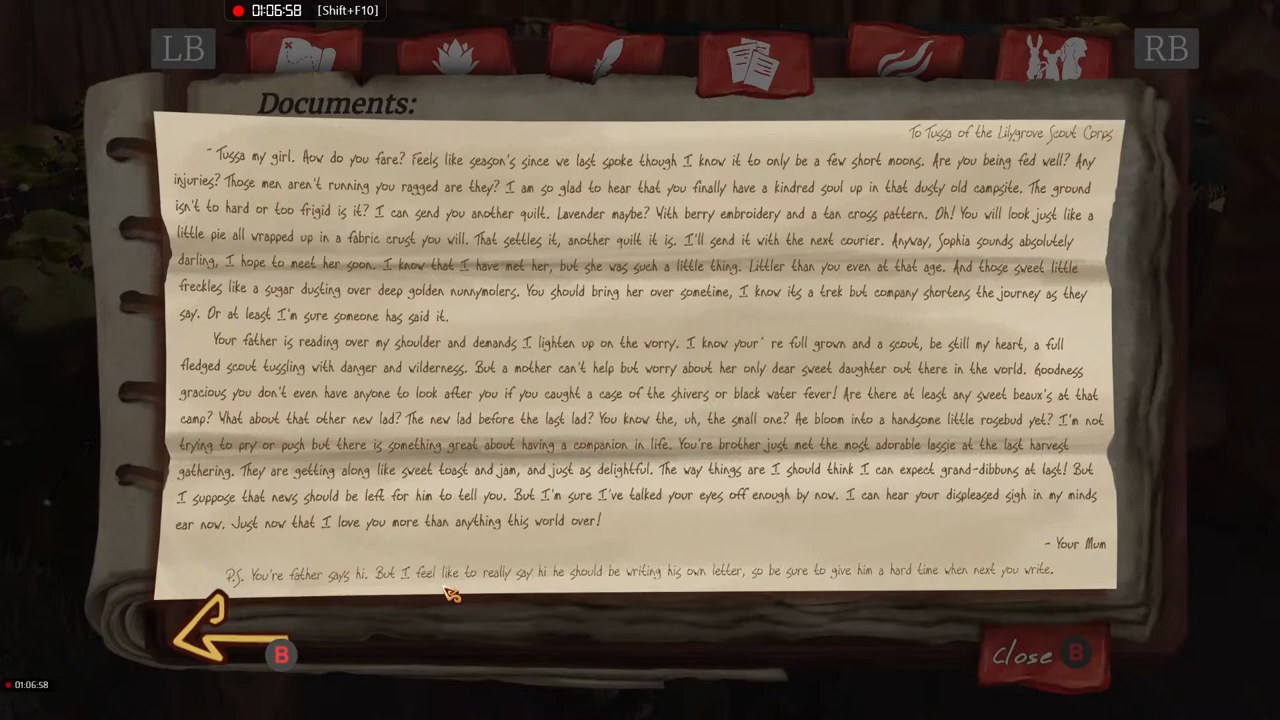 01:06:58 [Shift+F10]
LB
RB
Documents:
To Tussa of the Lilygrove Scout Corps
~ Tussa my girl. How do you fare? Feels like season's since we last spoke though I know it to only be a few short moons. Are you being fed well? Any
injuries? Those men aren't running you ragged are they? I am so glad to hear that you finally have a kindred soul up in that dusty old campsite. The ground
isn't to hard or too frigid is it? I can send you another quilt. Lavender maybe? With berry embroidery and a tan cross pattern. Oh! You will look just like a
little pie all wrapped up in a fabric crust you will. That settles it, another quilt it is. I'll send it with the next courier. Anyway, Sophia sounds absolutely
darling, I hope to meet her soon. I know that I have met her, but she was such a little thing. Littler than you even at that age. And those sweet little
freckles like a sugar dusting over deep golden nunnymolers. You should bring her over sometime, I know its a trek but company shortens the journey as they
say. Or at least I'm sure someone has said it.
Your father is reading over my shoulder and demands I lighten up on the worry. I know your' re full grown and a scout, be still my heart, a full
fledged scout tussling with danger and wilderness. But a mother can't help but worry about her only dear sweet daughter out there in the world. Goodness
gracious you don't even have anyone to look after you if you caught a case of the shivers or black water fever! Are there at least any sweet beaux's at that
camp? What about that other new lad? The new lad before the last lad? You know the, uh, the small one? He bloom into a handsome little rosebud yet? I'm not
trying to pry or push but there is something great about having a companion in life. You're brother just met the most adorable lassie at the last harvest
gathering. They are getting along like sweet toast and jam, and just as delightful. The way things are I should think I can expect grand-dibbuns at last! But
I suppose that news should be left for him to tell you. But I'm sure I've talked your eyes off enough by now. I can hear your displeased sigh in my minds
ear now. Just now that I love you more than anything this world over!
- Your Mum
P.S. You're father says hi. But I feel like to really say hi he should be writing his own letter, so be sure to give him a hard time when next you write.
B
Close B
01:06:58